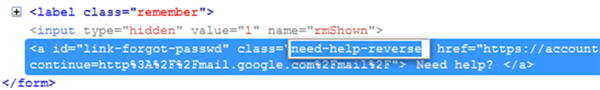 <label class="remember">
<input type="hidden" value="1" name="rmShown">
<a id="link-forgot-passwd" class="need-help-reverse href="https://account
continue=http%3A%2F%2Fmail.google.com%2Fmail%2F"> Need help? </a>
</form>